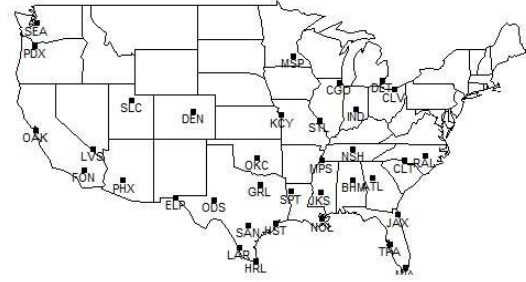 SEA
PDX
MSP
DET
CGO
CLV
SLC
DEN
KCY
STL
IND
OAK
LVS
FON
PHX
OKC
MPS
NSH
CLT
RAL
GRL
SPT
JKS
BHM
ATL
ELP
ODS
SAN
HST
NOL
JAX
LAR
HRL
TPA
MIA